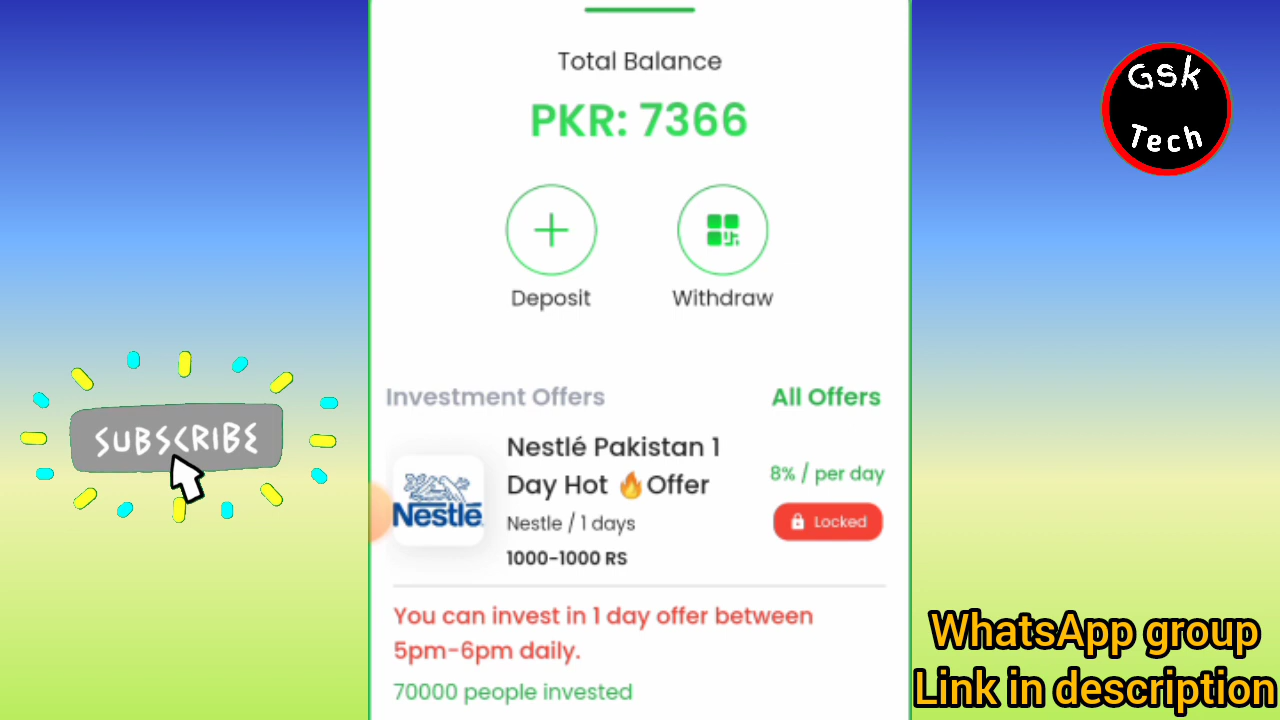 Gsk
Tech
Total Balance
PKR: 7366
Deposit
Withdraw
Investment Offers
All Offers
Nestlé Pakistan 1
Day Hot 🔥Offer
8% / per day
Nestlé
Nestle / 1 days
Locked
1000-1000 RS
SUBSCRIBE
You can invest in 1 day offer between
5pm-6pm daily.
70000 people invested
WhatsApp group
Link in description